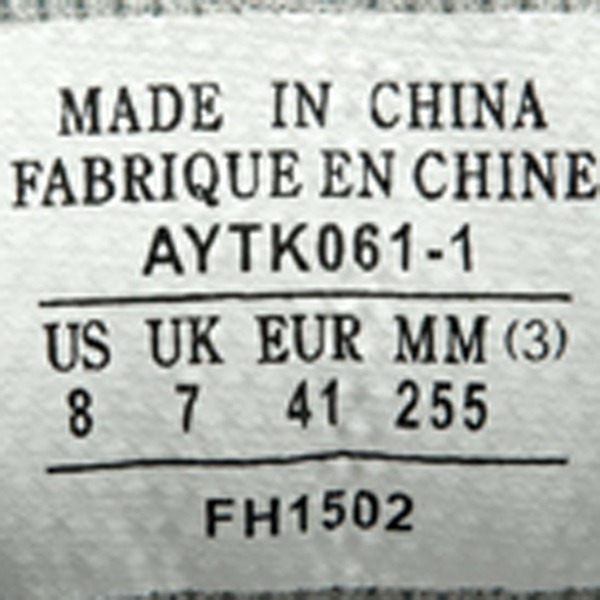 MADE IN CHINA
FABRIQUE EN CHINE
AYTK061-1
US UK EUR MM (3)
8 7 41 255
FH1502